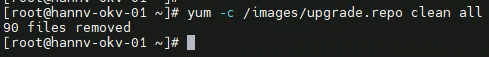 [root@hannv-okv-01 ~]# yum -c /images/upgrade.repo clean all
90 files removed
[root@hannv-okv-01 ~]#